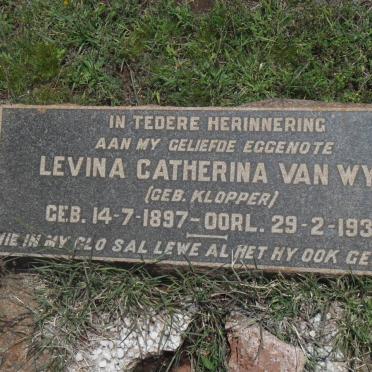 IN TEDERE HERINNERING
AAN MY GELIEFDE EGGENOTE
LEVINA CATHERINA VAN WY
(GEB. KLOPPER)
GEB. 14-7-1897 - OORL. 29-2-193
IE IN MY GLO SAL LEWE AL HET HY OOK GE